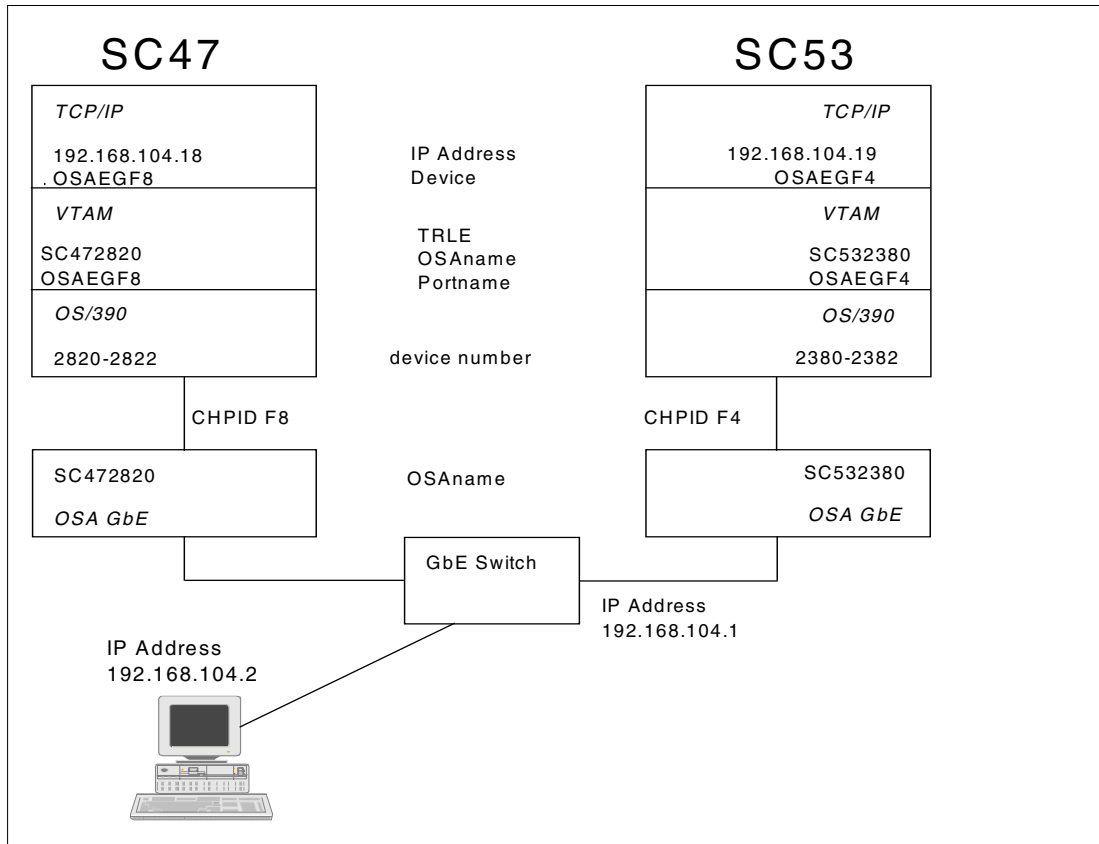 SC47
SC53
TCP/IP
TCP/IP
192.168.104.18
IP Address
192.168.104.19
. OSAEGF8
Device
OSAEGF4
VTAM
VTAM
TRLE
SC472820
OSAname
SC532380
OSAEGF8
Portname
OSAEGF4
OS/390
OS/390
2820-2822
device number
2380-2382
CHPID F8
CHPID F4
SC472820
OSAname
SC532380
OSA GbE
OSA GbE
GbE Switch
IP Address
192.168.104.1
IP Address
192.168.104.2